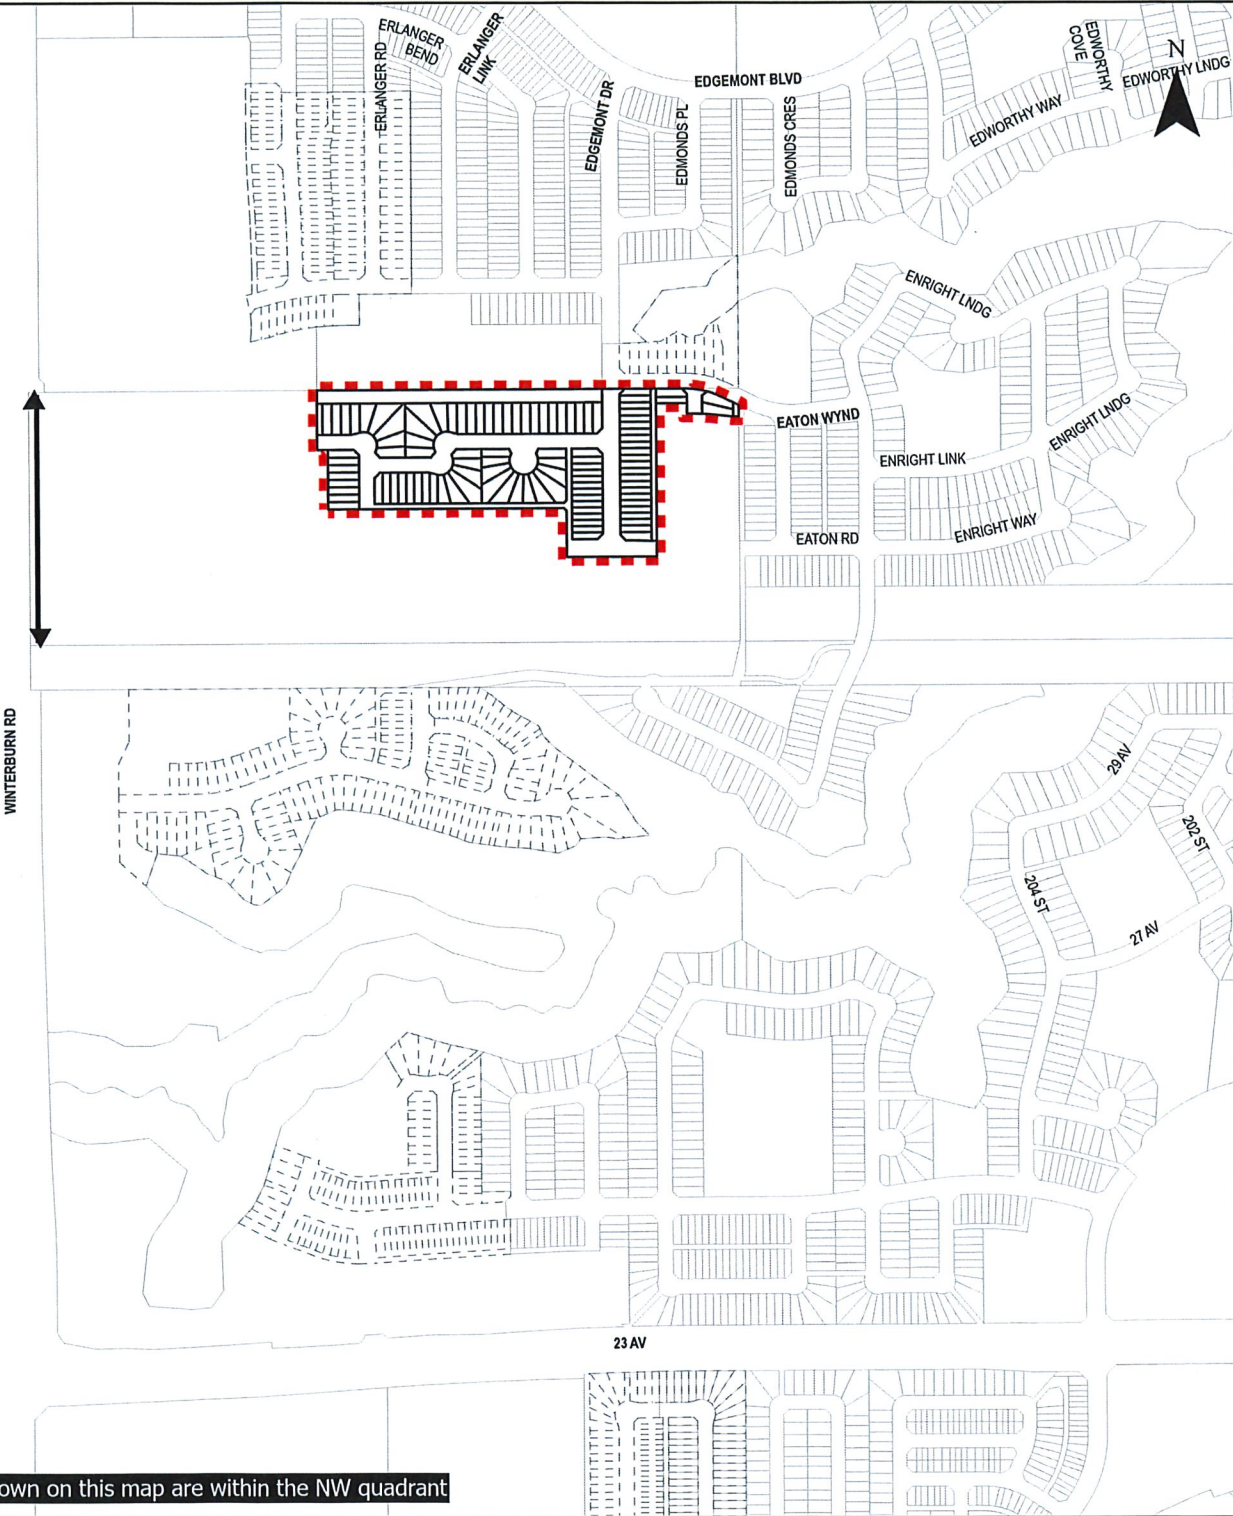 ERLANGER
BEND
ERLANGER
LINK
ERLANGER RD
EDGEMONT DR
EDGEMONT BLVD
EDMONDS PL
EDMONDS CRES
EDWORTHY
COVE
EDWORTHY LNDG
EDWORTHY WAY
N
ENRIGHT LNDG
EATON WYND
ENRIGHT LNDG
ENRIGHT LINK
ENRIGHT WAY
EATON RD
WINTERBURN RD
29 AV
202 ST
204 ST
27 AV
23 AV
own on this map are within the NW quadrant